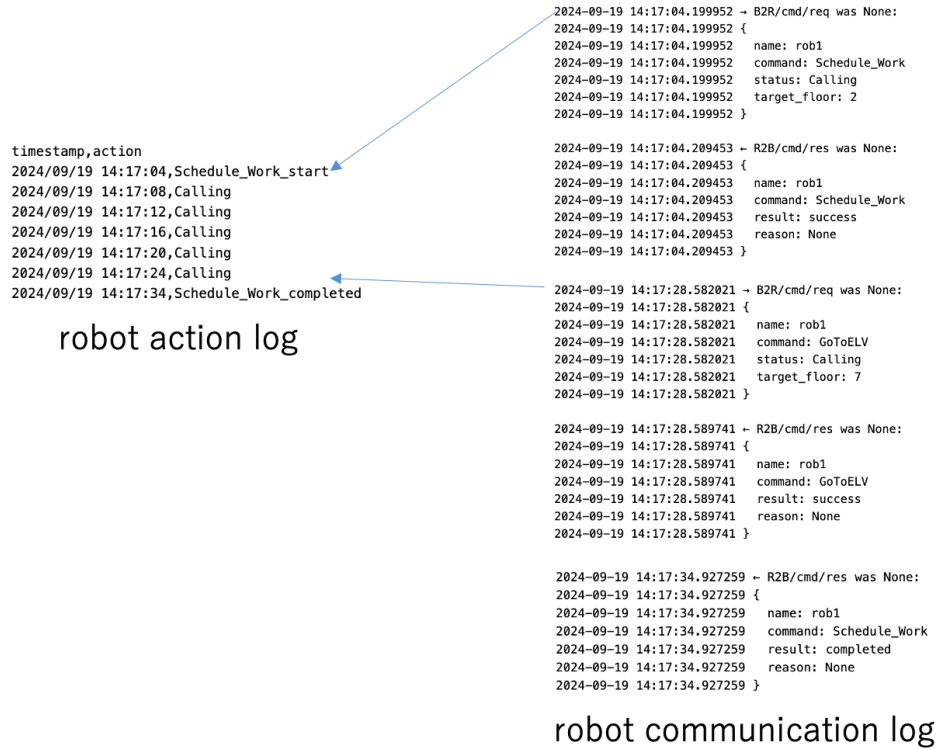 timestamp,action
2024/09/19 14:17:04,Schedule_Work_start
2024/09/19 14:17:08,Calling
2024/09/19 14:17:12,Calling
2024/09/19 14:17:16,Calling
2024/09/19 14:17:20,Calling
2024/09/19 14:17:24,Calling
2024/09/19 14:17:34,Schedule_Work_completed
robot action log
2024-09-19 14:17:04.199952 → B2R/cmd/req was None:
2024-09-19 14:17:04.199952 {
2024-09-19 14:17:04.199952   name: rob1
2024-09-19 14:17:04.199952   command: Schedule_Work
2024-09-19 14:17:04.199952   status: Calling
2024-09-19 14:17:04.199952   target_floor: 2
2024-09-19 14:17:04.199952 }
2024-09-19 14:17:04.209453 ← R2B/cmd/res was None:
2024-09-19 14:17:04.209453 {
2024-09-19 14:17:04.209453   name: rob1
2024-09-19 14:17:04.209453   command: Schedule_Work
2024-09-19 14:17:04.209453   result: success
2024-09-19 14:17:04.209453   reason: None
2024-09-19 14:17:04.209453 }
2024-09-19 14:17:28.582021 → B2R/cmd/req was None:
2024-09-19 14:17:28.582021 {
2024-09-19 14:17:28.582021   name: rob1
2024-09-19 14:17:28.582021   command: GoToELV
2024-09-19 14:17:28.582021   status: Calling
2024-09-19 14:17:28.582021   target_floor: 7
2024-09-19 14:17:28.582021 }
2024-09-19 14:17:28.589741 ← R2B/cmd/res was None:
2024-09-19 14:17:28.589741 {
2024-09-19 14:17:28.589741   name: rob1
2024-09-19 14:17:28.589741   command: GoToELV
2024-09-19 14:17:28.589741   result: success
2024-09-19 14:17:28.589741   reason: None
2024-09-19 14:17:28.589741 }
2024-09-19 14:17:34.927259 ← R2B/cmd/res was None:
2024-09-19 14:17:34.927259 {
2024-09-19 14:17:34.927259   name: rob1
2024-09-19 14:17:34.927259   command: Schedule_Work
2024-09-19 14:17:34.927259   result: completed
2024-09-19 14:17:34.927259   reason: None
2024-09-19 14:17:34.927259 }
robot communication log